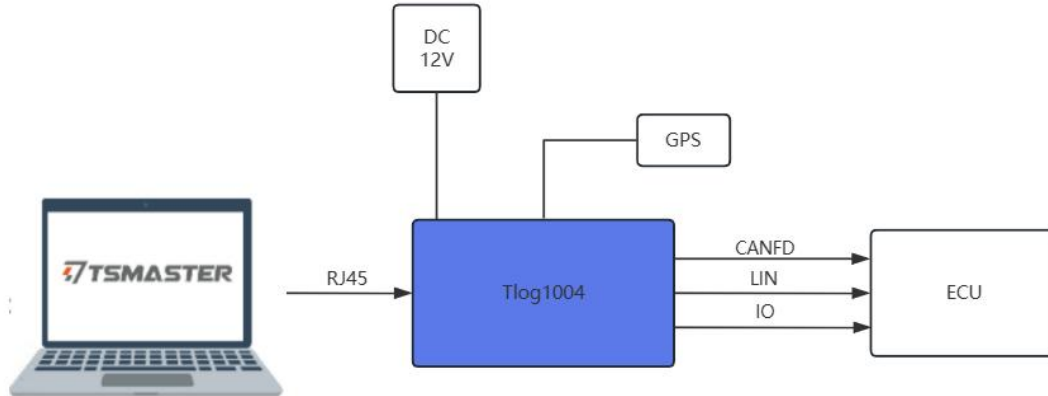 DC
12V
GPS
TSMASTER
RJ45
Tlog1004
CANFD
LIN
IO
ECU